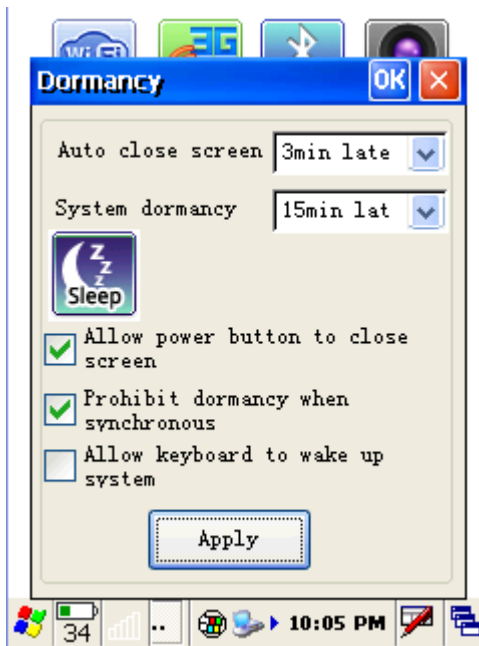 Wi Fi
3G
Dormancy
OK
Auto close screen
3min late
System dormancy
15min lat
z z z
Sleep
Allow power button to close
screen
Prohibit dormancy when
synchronous
Allow keyboard to wake up
system
Apply
34
..
10:05 PM